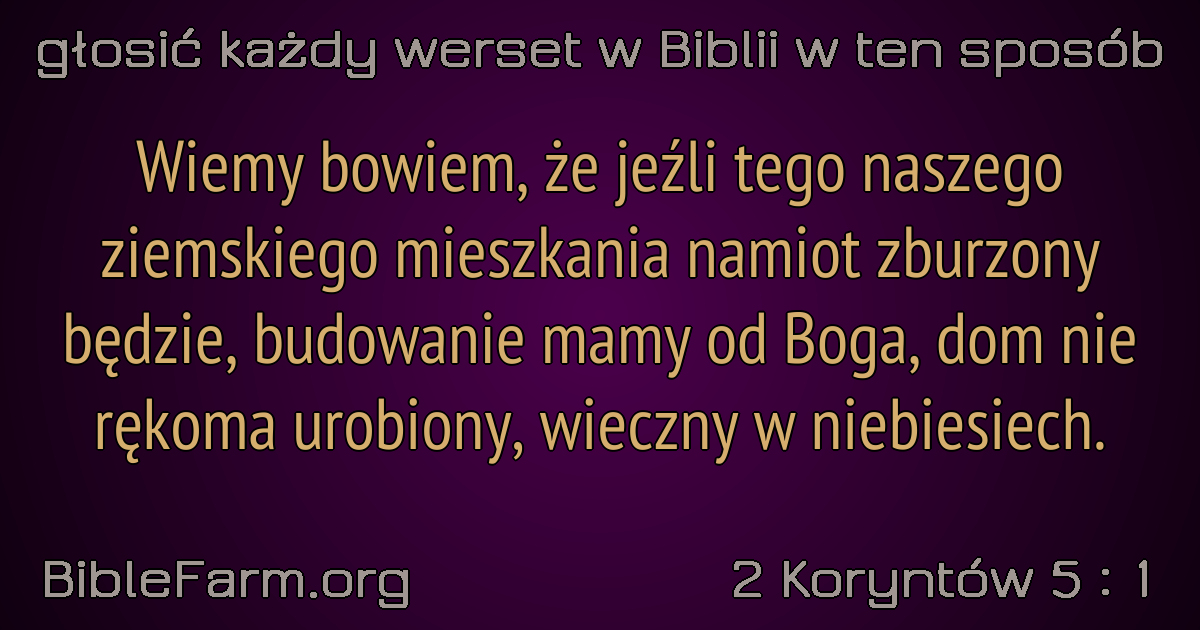 głosić każdy werset w Biblii w ten sposób
Wiemy bowiem, że jeźli tego naszego
ziemskiego mieszkania namiot zburzony
będzie, budowanie mamy od Boga, dom nie
rękoma urobiony, wieczny w niebiesiech.
BibleFarm.org
2 Koryntów 5 : 1